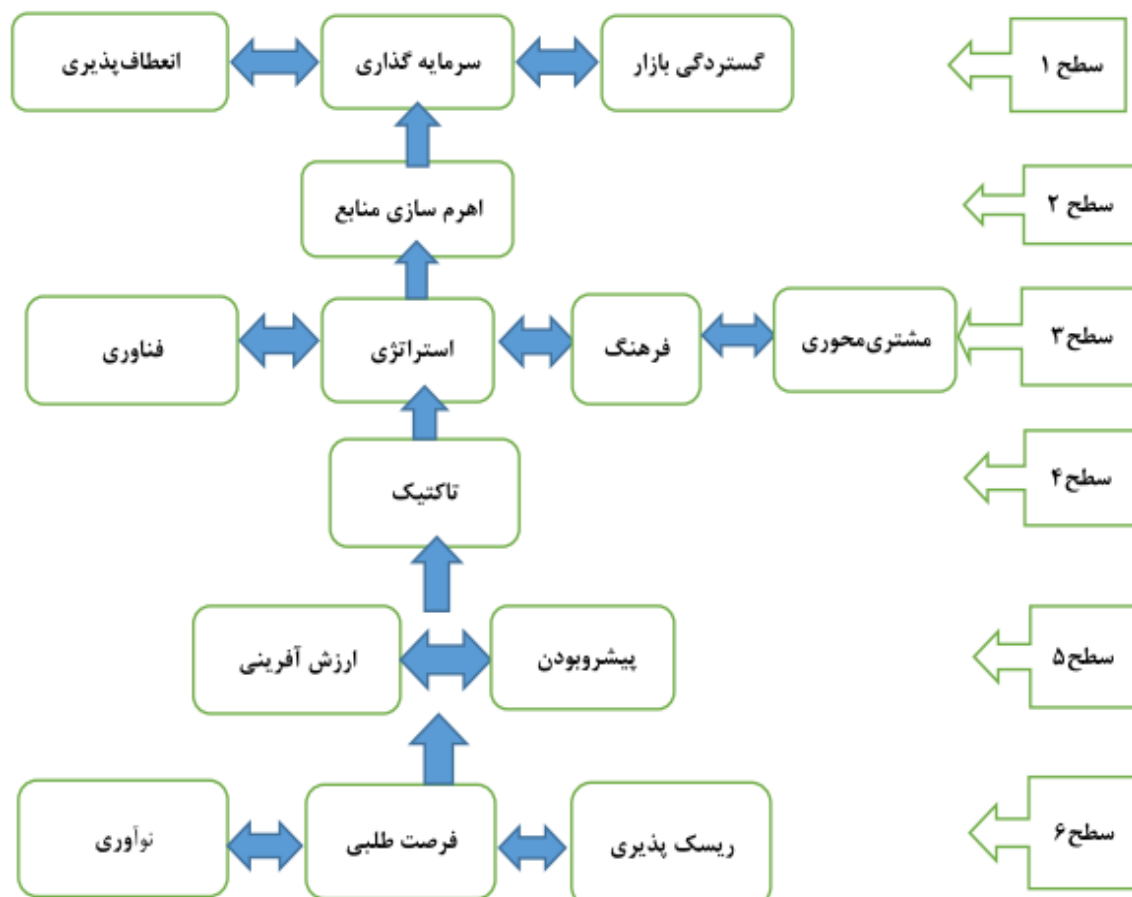 سطح ۱
گستردگی بازار
سرمایه گذاری
انعطاف‌پذیری
سطح ۲
اهرم سازی منابع
سطح۳
مشتری‌محوری
فرهنگ
استراتژی
فناوری
سطح۴
تاکتیک
سطح۵
پیشروبودن
ارزش آفرینی
سطح۶
ریسک پذیری
فرصت طلبی
نوآوری